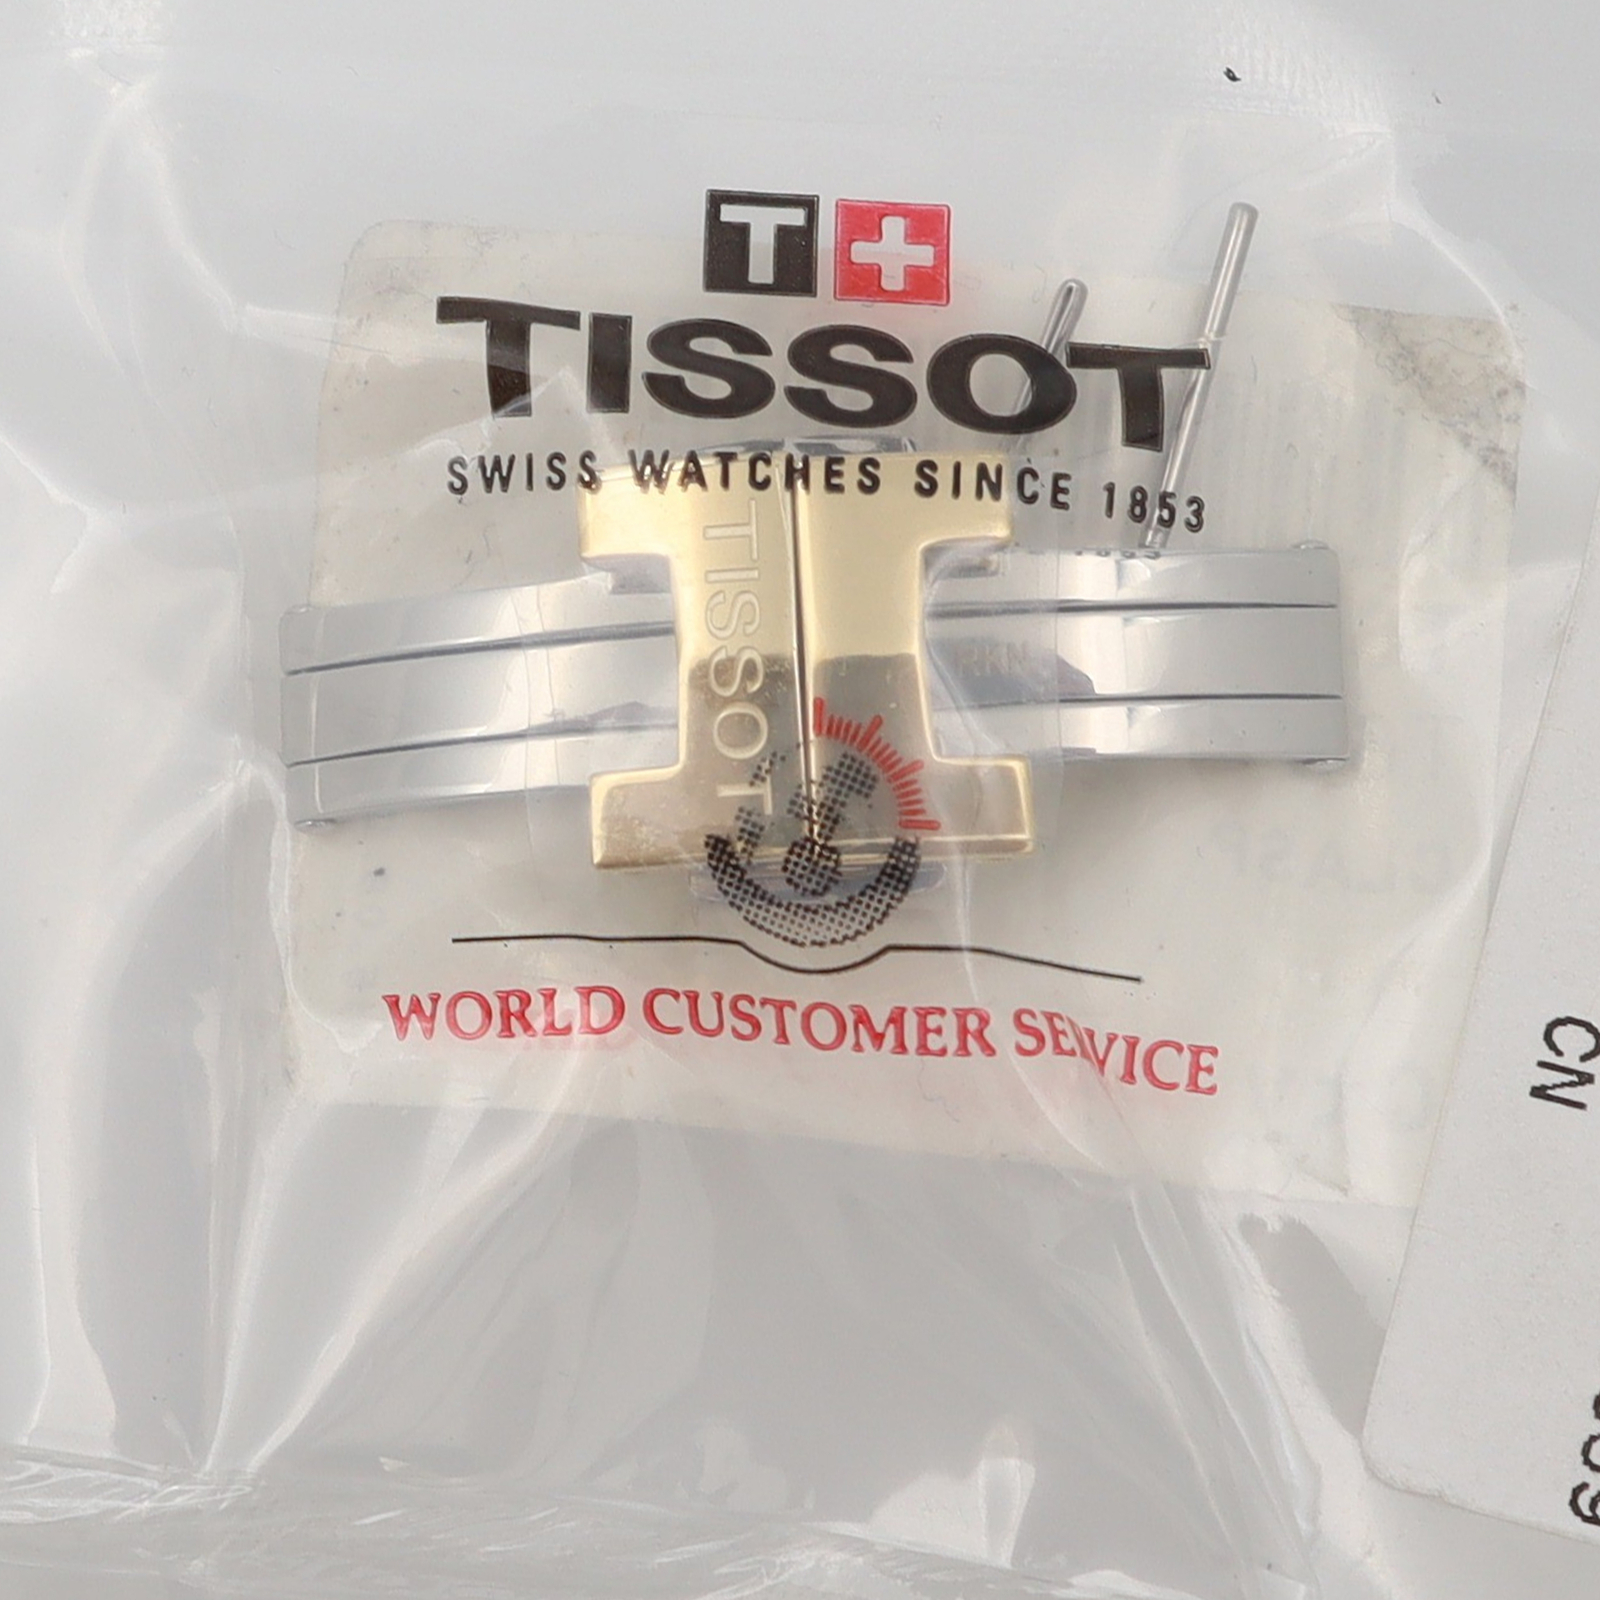 T
TISSOT
SWISS WATCHES SINCE 1853
TISSOT
WORLD CUSTOMER SERVICE
CN